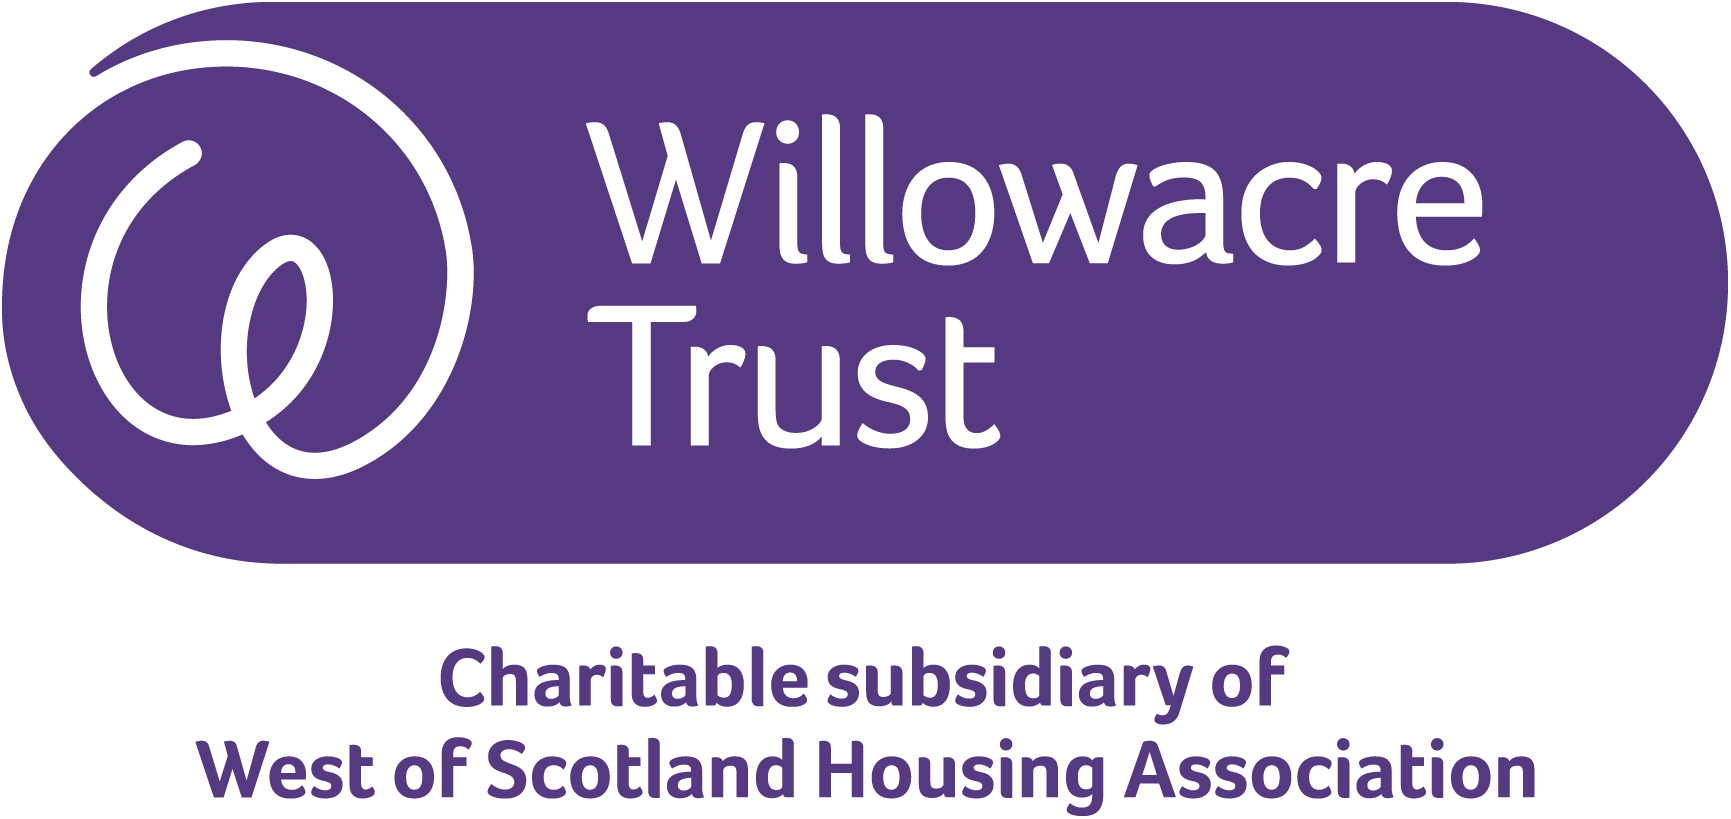 Willowacre
Trust
Charitable subsidiary of
West of Scotland Housing Association